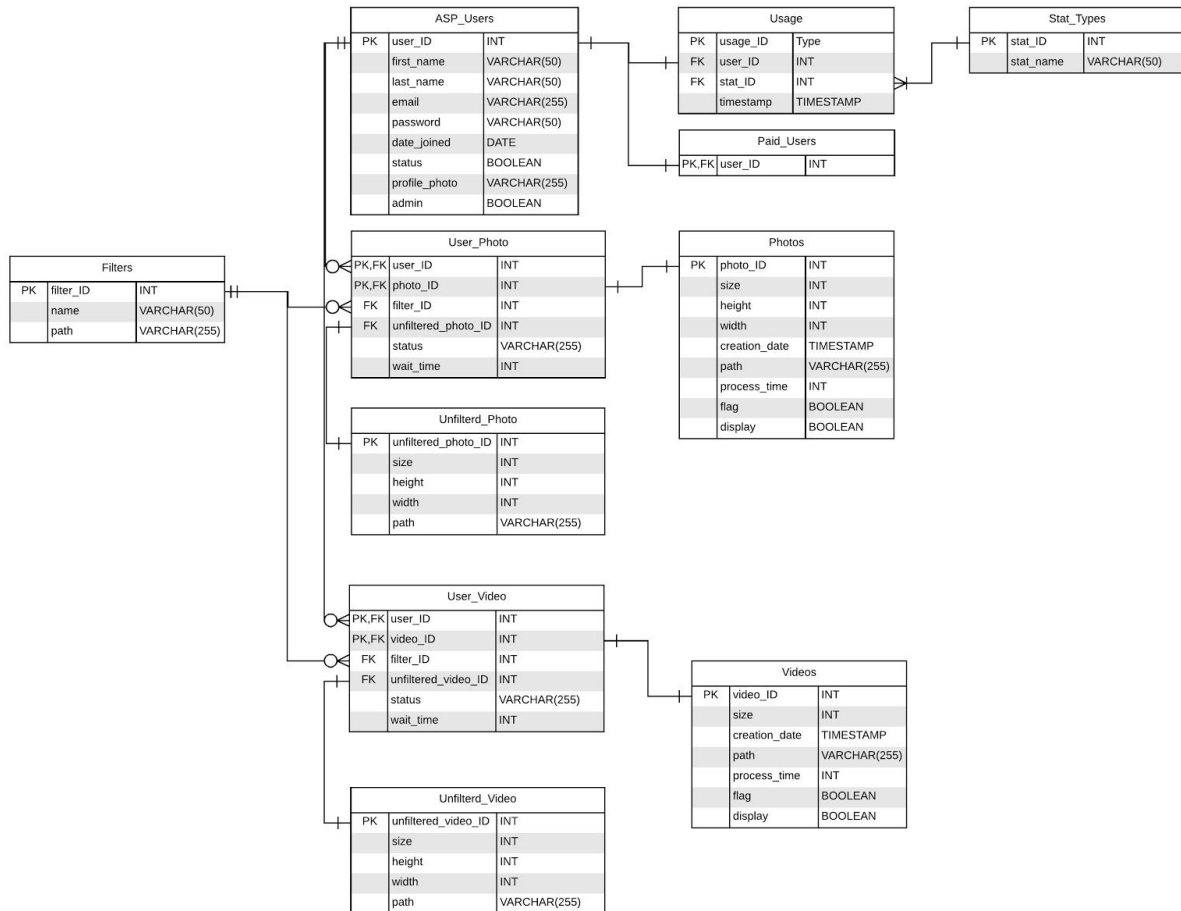 ASP_Users
PK user_ID INT
first_name VARCHAR(50)
last_name VARCHAR(50)
email VARCHAR(255)
password VARCHAR(50)
date_joined DATE
status BOOLEAN
profile_photo VARCHAR(255)
admin BOOLEAN
Usage
PK usage_ID Type
FK user_ID INT
FK stat_ID INT
timestamp TIMESTAMP
Stat_Types
PK stat_ID INT
stat_name VARCHAR(50)
Paid_Users
PK,FK user_ID INT
Filters
PK filter_ID INT
name VARCHAR(50)
path VARCHAR(255)
User_Photo
PK,FK user_ID INT
PK,FK photo_ID INT
FK filter_ID INT
FK unfiltered_photo_ID INT
status VARCHAR(255)
wait_time INT
Photos
PK photo_ID INT
size INT
height INT
width INT
creation_date TIMESTAMP
path VARCHAR(255)
process_time INT
flag BOOLEAN
display BOOLEAN
Unfilterd_Photo
PK unfiltered_photo_ID INT
size INT
height INT
width INT
path VARCHAR(255)
User_Video
PK,FK user_ID INT
PK,FK video_ID INT
FK filter_ID INT
FK unfiltered_video_ID INT
status VARCHAR(255)
wait_time INT
Videos
PK video_ID INT
size INT
creation_date TIMESTAMP
path VARCHAR(255)
process_time INT
flag BOOLEAN
display BOOLEAN
Unfilterd_Video
PK unfiltered_video_ID INT
size INT
height INT
width INT
path VARCHAR(255)